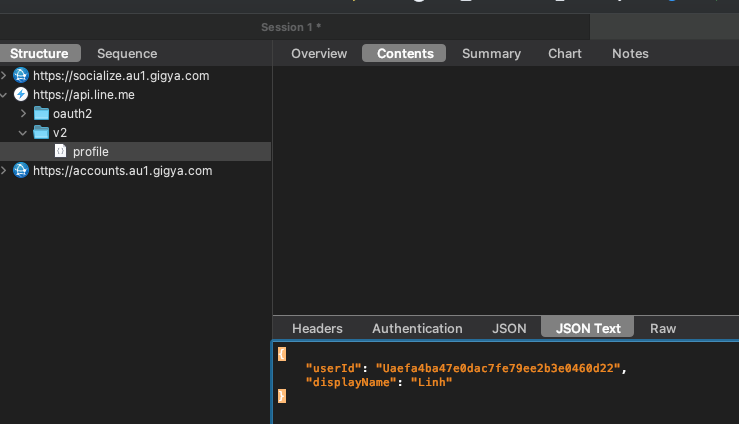 Session 1 *
Structure Sequence Overview Contents Summary Chart Notes
https://socialize.au1.gigya.com
https://api.line.me
oauth2
v2
profile
https://accounts.au1.gigya.com
Headers Authentication JSON JSON Text Raw
{
"userId": "Uaefa4ba47e0dac7fe79ee2b3e0460d22",
"displayName": "Linh"
}